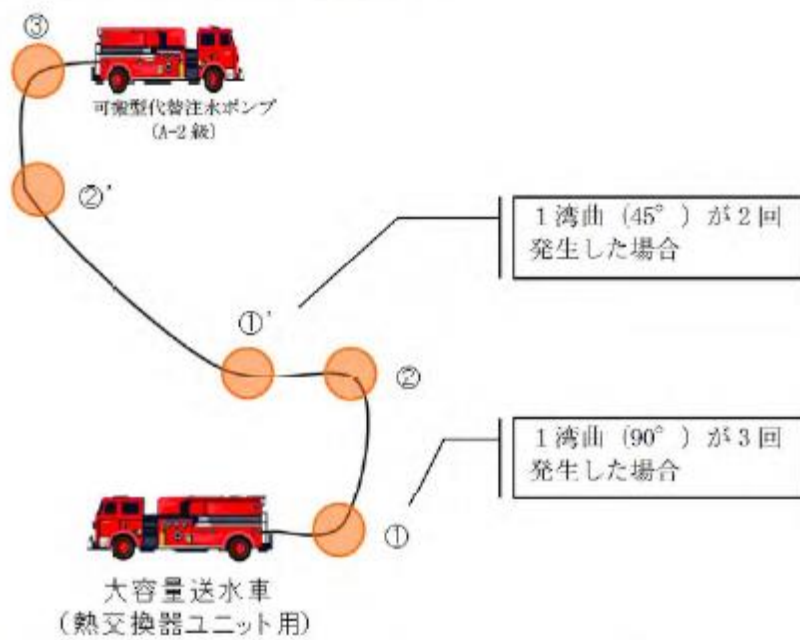 ③
可搬型代替注水ポンプ
(A-2 級)
②'
1 湾曲 (45° ) が 2 回
発生した場合
①'
②
1 湾曲 (90° ) が 3 回
発生した場合
①
大容量送水車
(熱交換器ユニット用)